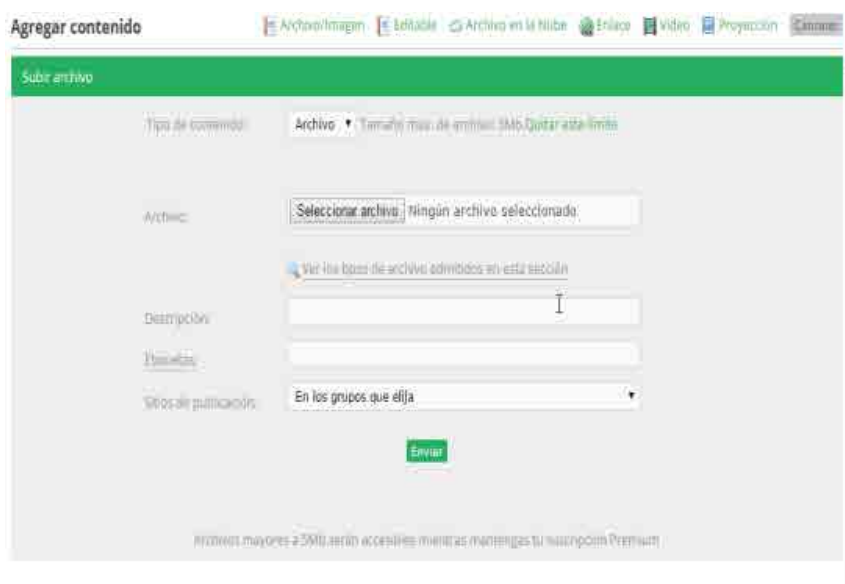 Agregar contenido
Archivo/Imagen Editable Archivo en la Nube Enlace Video Proyección
Subir archivo
Tipo de contenido: Archivo Tamaño max. de archivo: 5Mb. Quitar este límite
Archivo: Seleccionar archivo Ningún archivo seleccionado
Ver los tipos de archivo admitidos en esta sección
Descripción:
Etiquetas:
Sitios de publicación: En los grupos que elija
Enviar
Archivos mayores a 5Mb serán accesibles mientras mantengas tu suscripción Premium